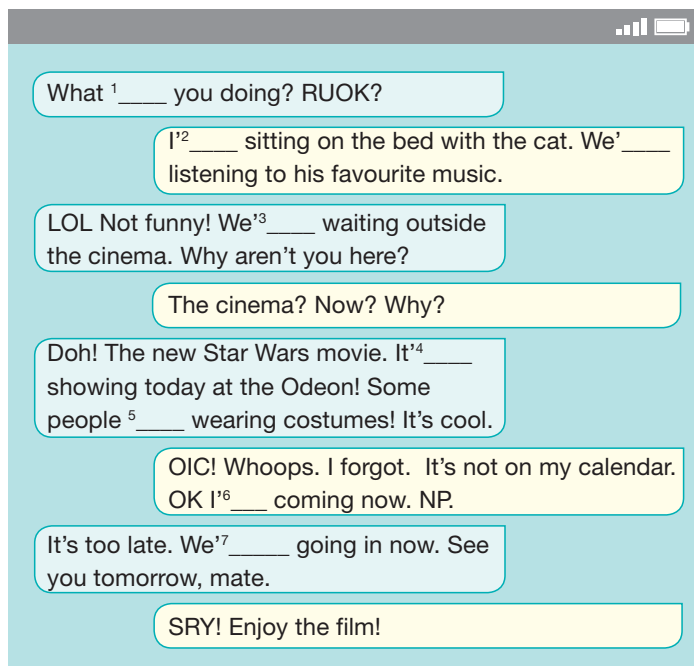 What ¹____ you doing? RUOK?
I'²____ sitting on the bed with the cat. We'____
listening to his favourite music.
LOL Not funny! We'³____ waiting outside
the cinema. Why aren't you here?
The cinema? Now? Why?
Doh! The new Star Wars movie. It'⁴____
showing today at the Odeon! Some
people ⁵____ wearing costumes! It's cool.
OIC! Whoops. I forgot.  It's not on my calendar.
OK I'⁶___ coming now. NP.
It's too late. We'⁷_____ going in now. See
you tomorrow, mate.
SRY! Enjoy the film!